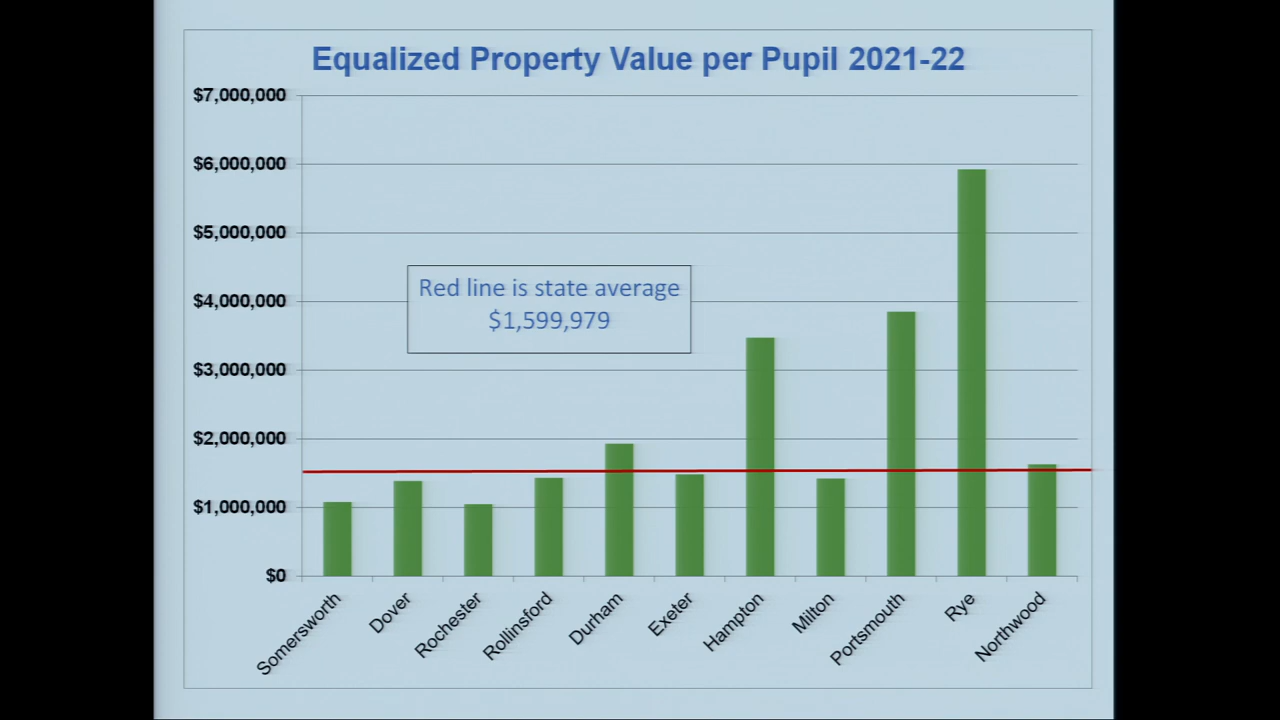 Equalized Property Value per Pupil 2021-22
$7,000,000
$6,000,000
$5,000,000
$4,000,000
$3,000,000
$2,000,000
$1,000,000
$0
Red line is state average
$1,599,979
Somersworth
Dover
Rochester
Rollinsford
Durham
Exeter
Hampton
Milton
Portsmouth
Rye
Northwood